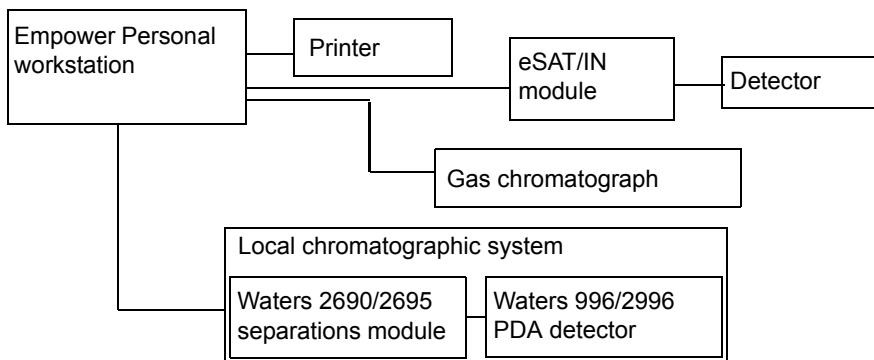 Empower Personal
workstation
Printer
eSAT/IN
module
Detector
Gas chromatograph
Local chromatographic system
Waters 2690/2695
separations module
Waters 996/2996
PDA detector